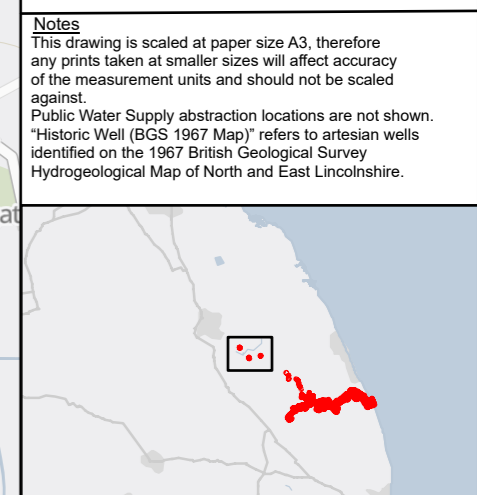 Notes
This drawing is scaled at paper size A3, therefore
any prints taken at smaller sizes will affect accuracy
of the measurement units and should not be scaled
against.
Public Water Supply abstraction locations are not shown.
“Historic Well (BGS 1967 Map)” refers to artesian wells
identified on the 1967 British Geological Survey
Hydrogeological Map of North and East Lincolnshire.
at